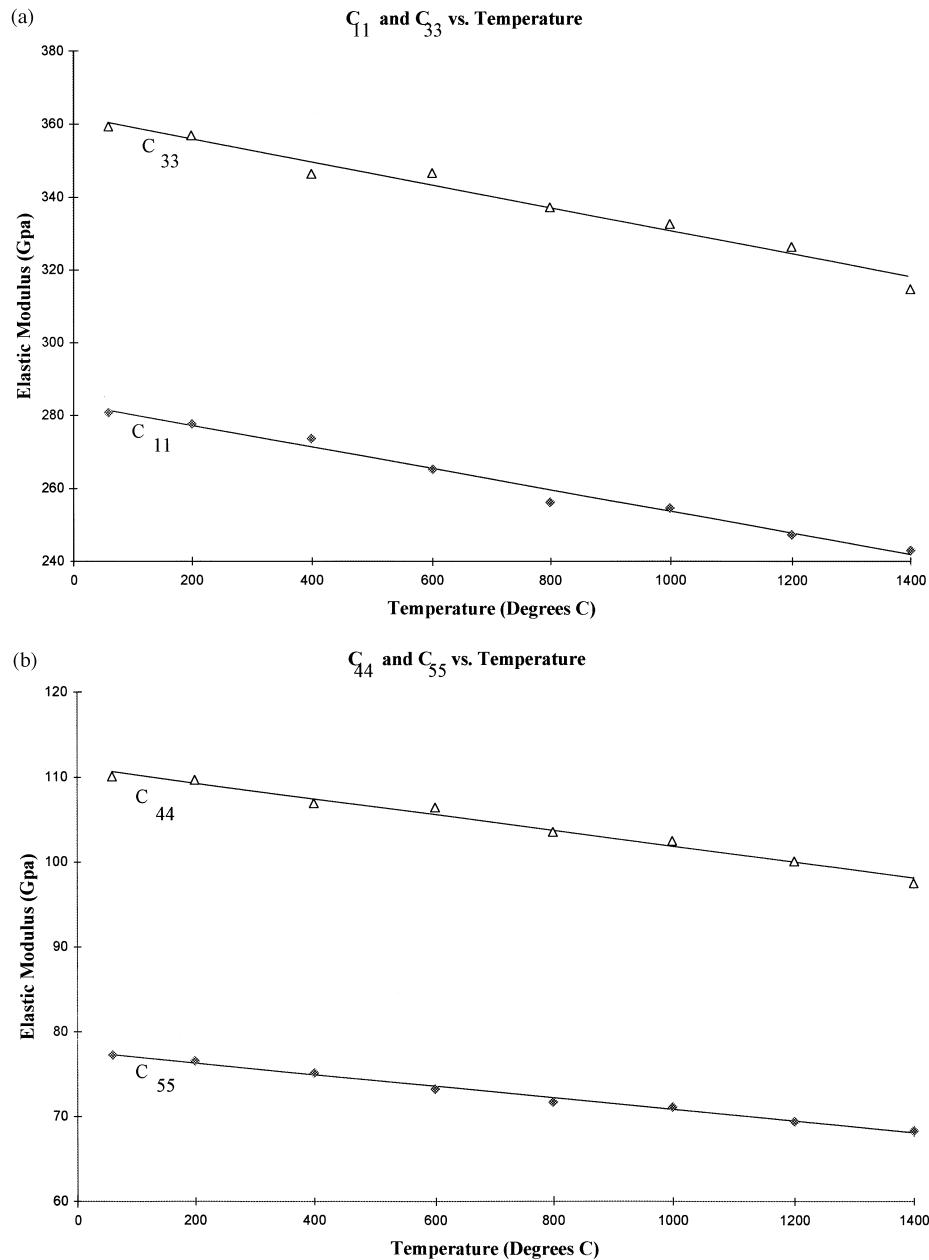 (a)
C11 and C33 vs. Temperature
380
360
340
320
300
280
260
240
C33
C11
Elastic Modulus (Gpa)
0 200 400 600 800 1000 1200 1400
Temperature (Degrees C)
(b)
C44 and C55 vs. Temperature
120
110
100
90
80
70
60
C44
C55
Elastic Modulus (Gpa)
0 200 400 600 800 1000 1200 1400
Temperature (Degrees C)